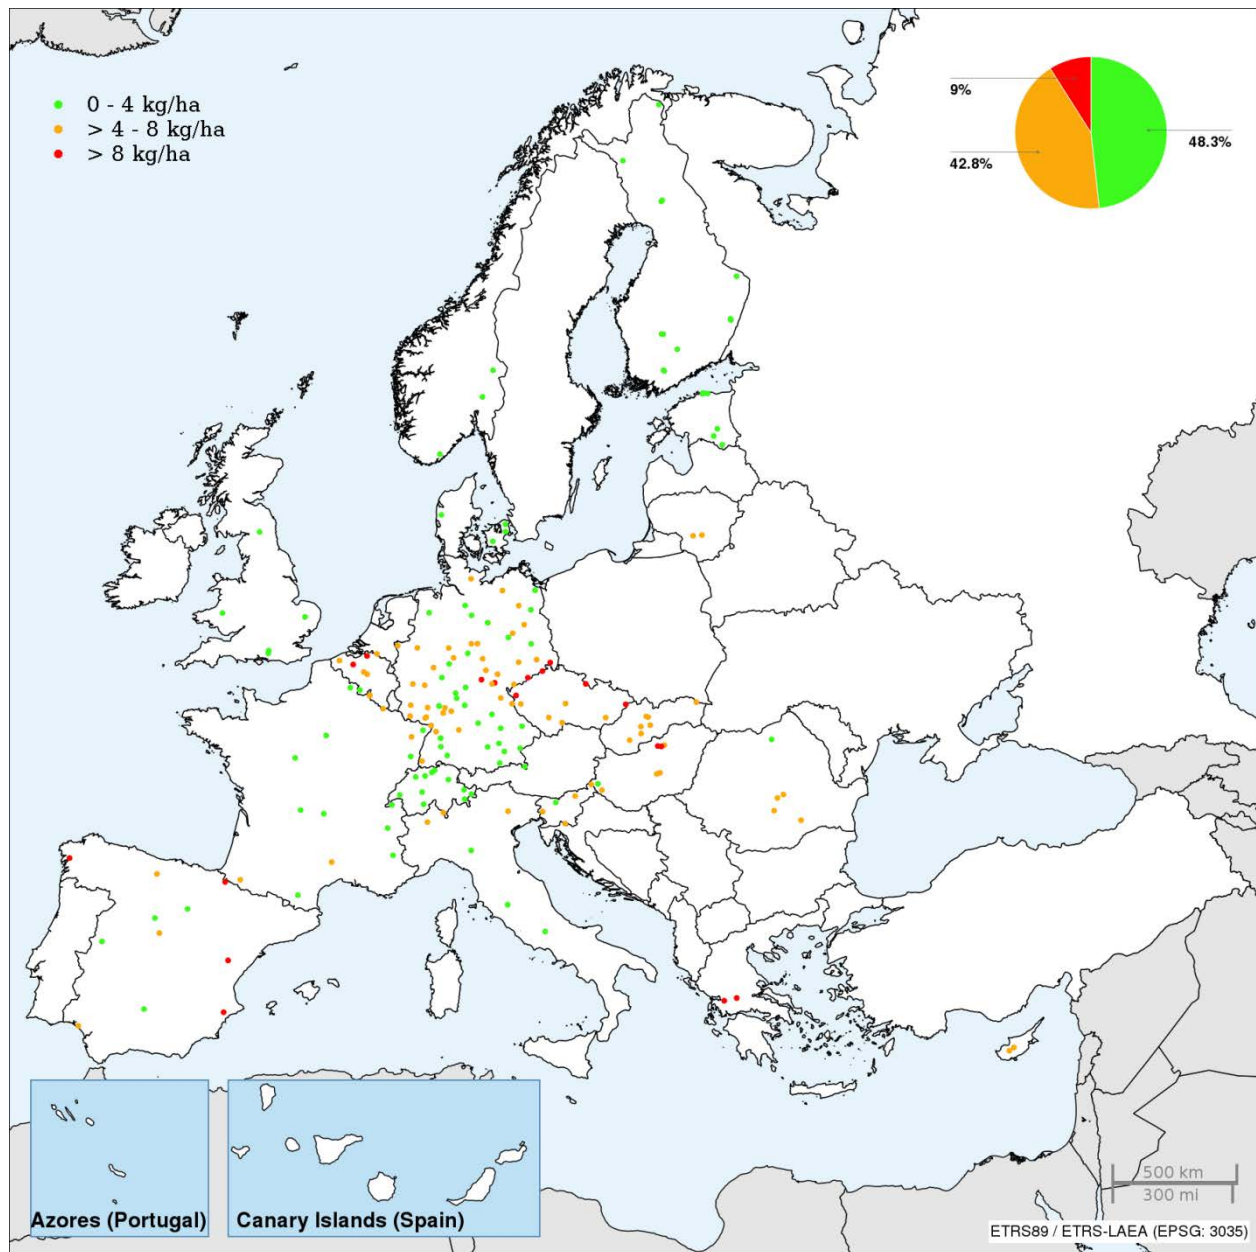 0 - 4 kg/ha
> 4 - 8 kg/ha
> 8 kg/ha
9%
48.3%
42.8%
500 km
300 mi
Azores (Portugal)
Canary Islands (Spain)
ETRS89 / ETRS-LAEA (EPSG: 3035)